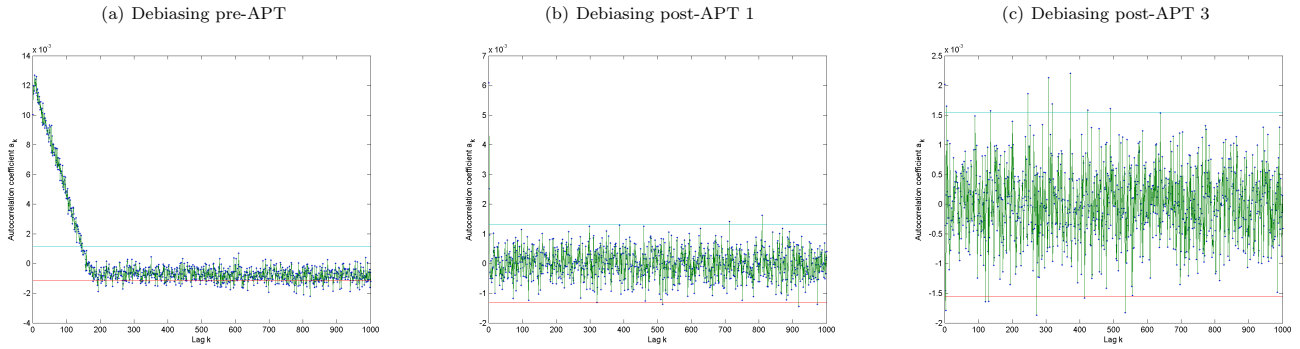 (a) Debiasing pre-APT
(b) Debiasing post-APT 1
(c) Debiasing post-APT 3
x 10⁻³
14
12
10
8
6
4
2
0
-2
-4
0 100 200 300 400 500 600 700 800 900 1000
Lag k
Autocorrelation coefficient a_k
x 10⁻³
7
6
5
4
3
2
1
0
-1
-2
0 100 200 300 400 500 600 700 800 900 1000
Lag k
Autocorrelation coefficient a_k
x 10⁻³
2.5
2
1.5
1
0.5
0
-0.5
-1
-1.5
-2
0 100 200 300 400 500 600 700 800 900 1000
Lag k
Autocorrelation coefficient a_k